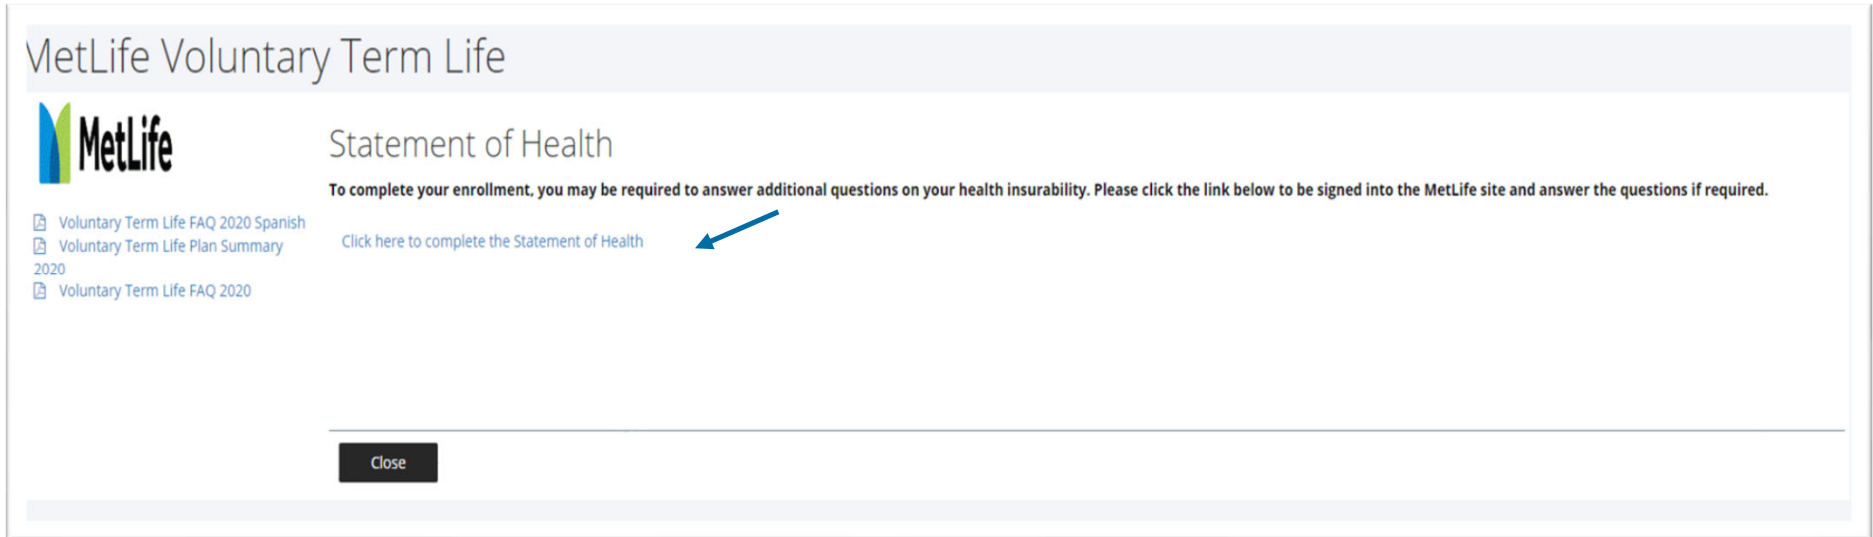 MetLife Voluntary Term Life
MetLife
Voluntary Term Life FAQ 2020 Spanish
Voluntary Term Life Plan Summary
2020
Voluntary Term Life FAQ 2020
Statement of Health
To complete your enrollment, you may be required to answer additional questions on your health insurability. Please click the link below to be signed into the MetLife site and answer the questions if required.
Click here to complete the Statement of Health
Close